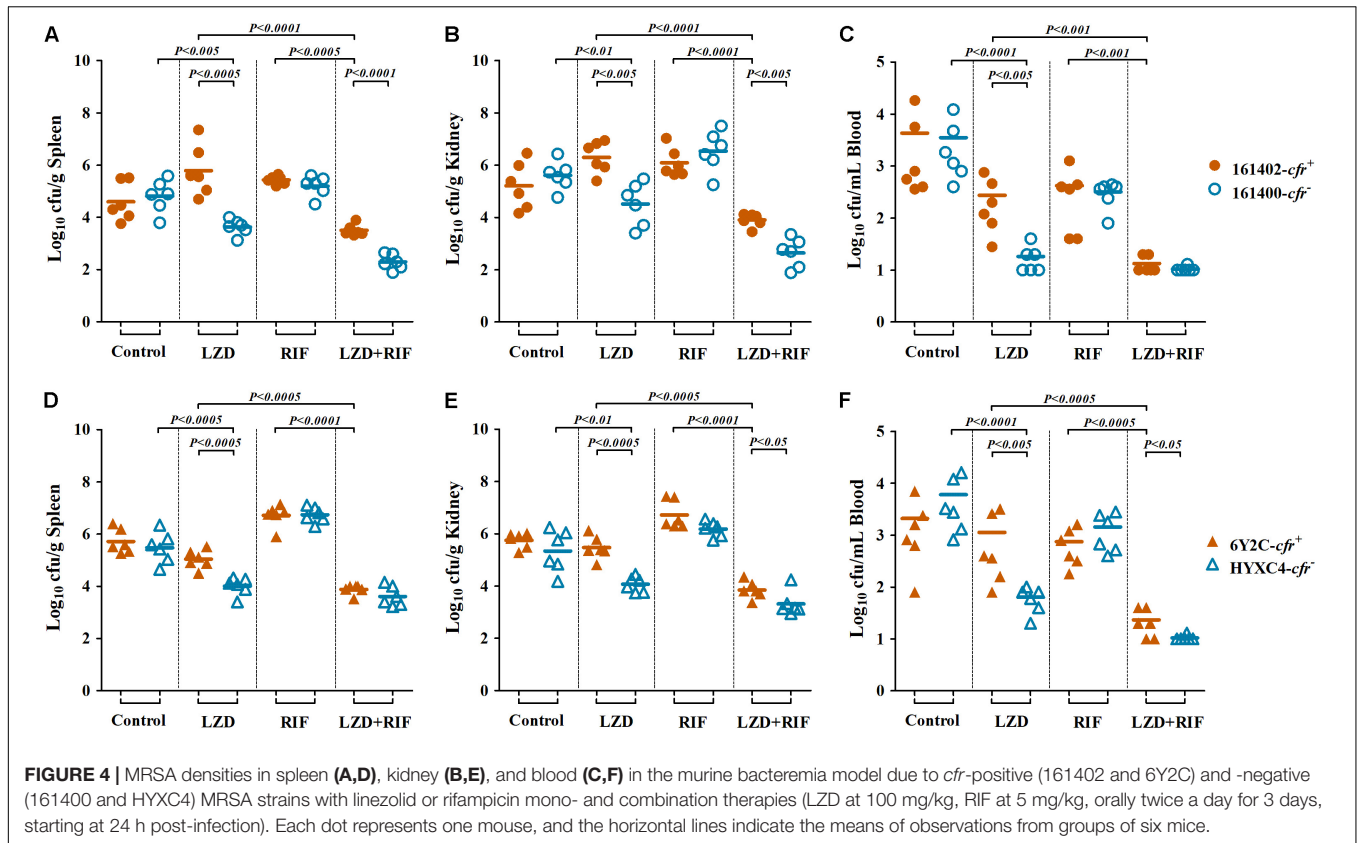 A
P<0.0001
P<0.005
P<0.0005
P<0.0005
P<0.0001
Log10 cfu/g Spleen
10
8
6
4
2
0
Control
LZD
RIF
LZD+RIF
B
P<0.0001
P<0.01
P<0.0001
P<0.005
P<0.005
Log10 cfu/g Kidney
10
8
6
4
2
0
Control
LZD
RIF
LZD+RIF
C
P<0.001
P<0.0001
P<0.001
P<0.005
Log10 cfu/mL Blood
5
4
3
2
1
0
Control
LZD
RIF
LZD+RIF
161402-cfr+
161400-cfr-
D
P<0.0005
P<0.0005
P<0.0001
P<0.0005
Log10 cfu/g Spleen
10
8
6
4
2
0
Control
LZD
RIF
LZD+RIF
E
P<0.0005
P<0.01
P<0.0001
P<0.0005
P<0.05
Log10 cfu/g Kidney
10
8
6
4
2
0
Control
LZD
RIF
LZD+RIF
F
P<0.0005
P<0.0001
P<0.0005
P<0.005
P<0.05
Log10 cfu/mL Blood
5
4
3
2
1
0
Control
LZD
RIF
LZD+RIF
6Y2C-cfr+
HYXC4-cfr-
FIGURE 4 | MRSA densities in spleen (A,D), kidney (B,E), and blood (C,F) in the murine bacteremia model due to cfr-positive (161402 and 6Y2C) and -negative
(161400 and HYXC4) MRSA strains with linezolid or rifampicin mono- and combination therapies (LZD at 100 mg/kg, RIF at 5 mg/kg, orally twice a day for 3 days,
starting at 24 h post-infection). Each dot represents one mouse, and the horizontal lines indicate the means of observations from groups of six mice.